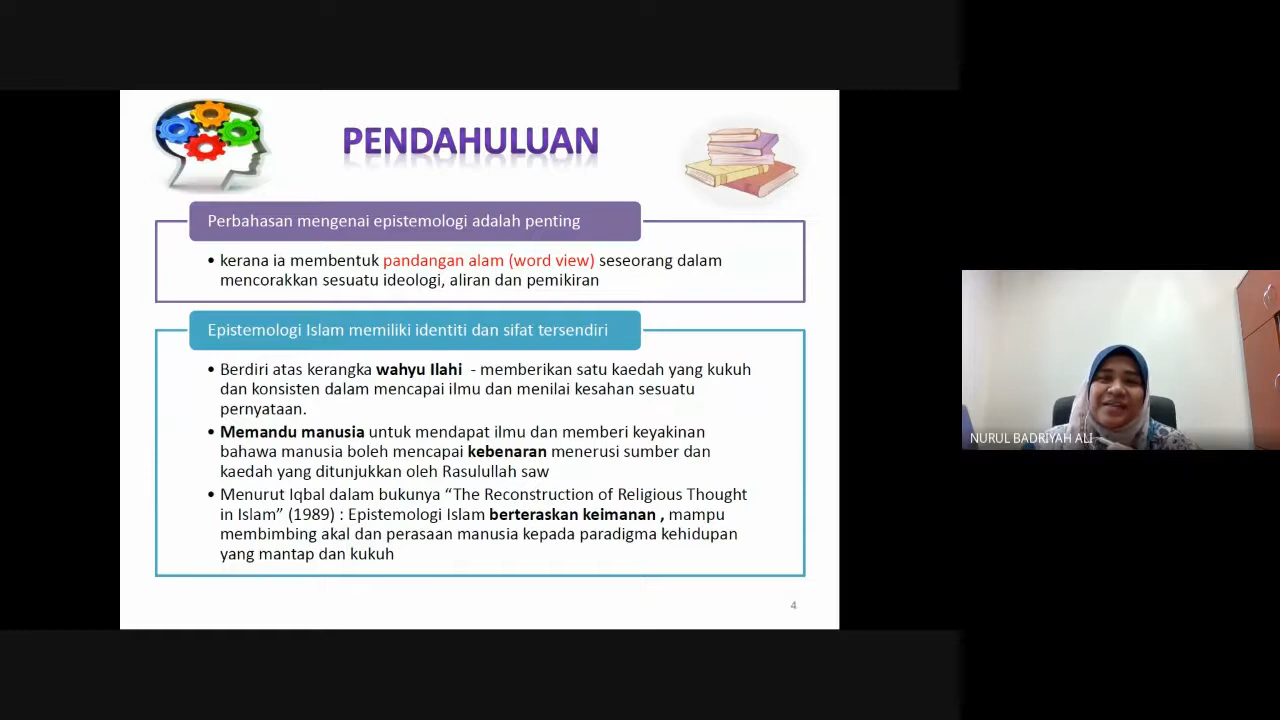 PENDAHULUAN
Perbahasan mengenai epistemologi adalah penting
• kerana ia membentuk pandangan alam (word view) seseorang dalam
mencorakkan sesuatu ideologi, aliran dan pemikiran
Epistemologi Islam memiliki identiti dan sifat tersendiri
• Berdiri atas kerangka wahyu Ilahi - memberikan satu kaedah yang kukuh
dan konsisten dalam mencapai ilmu dan menilai kesahan sesuatu
pernyataan.
• Memandu manusia untuk mendapat ilmu dan memberi keyakinan
bahawa manusia boleh mencapai kebenaran menerusi sumber dan
kaedah yang ditunjukkan oleh Rasulullah saw
• Menurut Iqbal dalam bukunya “The Reconstruction of Religious Thought
in Islam” (1989) : Epistemologi Islam berteraskan keimanan , mampu
membimbing akal dan perasaan manusia kepada paradigma kehidupan
yang mantap dan kukuh
4
NURUL BADRIYAH ALI